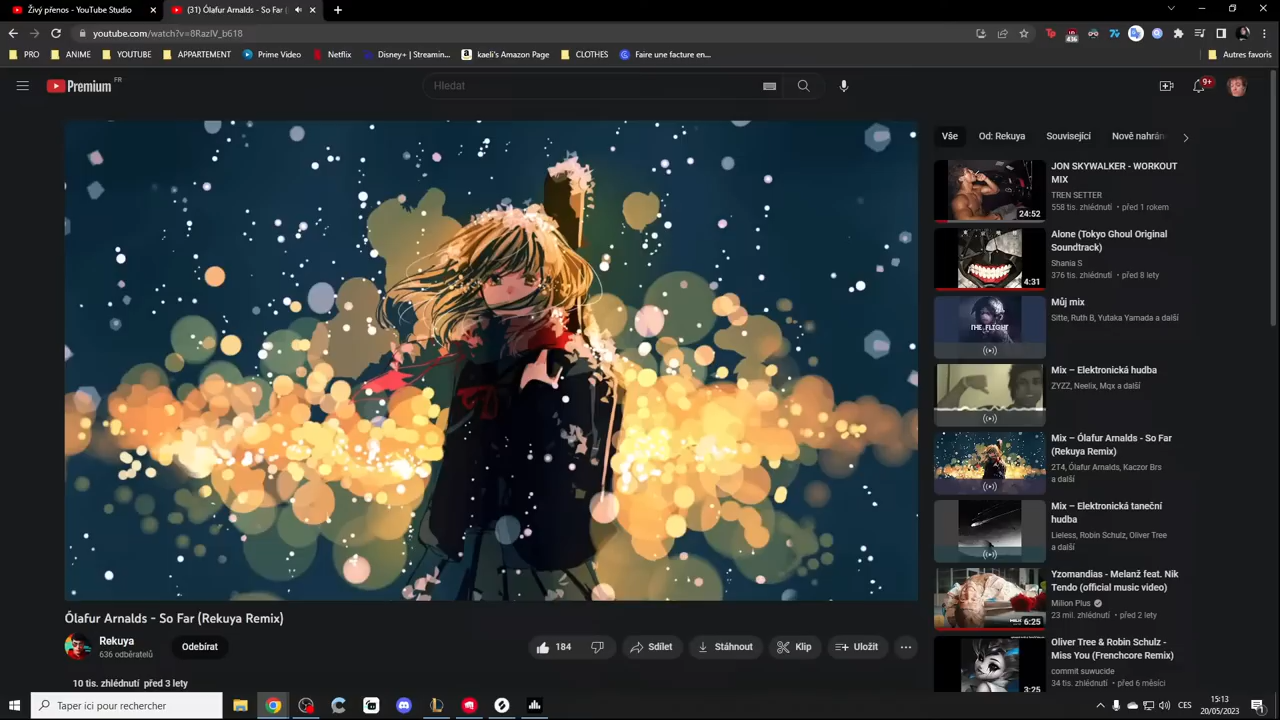 Živý přenos - YouTube Studio
(31) Ólafur Arnalds - So Far (
youtube.com/watch?v=8RazlV_b618
PRO
ANIME
YOUTUBE
APPARTEMENT
Prime Video
Netflix
Disney+ | Streamin...
kaeli's Amazon Page
CLOTHES
Faire une facture en...
Autres favoris
436
Premium FR
Hledat
9+
Vše
Od: Rekuya
Související
Nově nahrán
JON SKYWALKER - WORKOUT
MIX
TREN SETTER
558 tis. zhlédnutí • před 1 rokem
24:52
Alone (Tokyo Ghoul Original
Soundtrack)
Shania S
376 tis. zhlédnutí • před 8 lety
4:31
Můj mix
Sitte, Ruth B, Yutaka Yamada a další
THE FLIGHT
Mix – Elektronická hudba
ZYZZ, Neelix, Mqx a další
Mix – Ólafur Arnalds - So Far
(Rekuya Remix)
2T4, Ólafur Arnalds, Kaczor Brs
a další
Mix – Elektronická taneční
hudba
Lieless, Robin Schulz, Oliver Tree
a další
Yzomandias - Melanž feat. Nik
Tendo (official music video)
Milion Plus
23 mil. zhlédnutí • před 2 lety
6:25
Oliver Tree & Robin Schulz -
Miss You (Frenchcore Remix)
commit suwucide
34 tis. zhlédnutí • před 6 měsíci
3:25
Ólafur Arnalds - So Far (Rekuya Remix)
Rekuya
636 odběratelů
Odebírat
184
Sdílet
Stáhnout
Klip
Uložit
10 tis. zhlédnutí před 3 lety
Taper ici pour rechercher
CES
15:13
20/05/2023